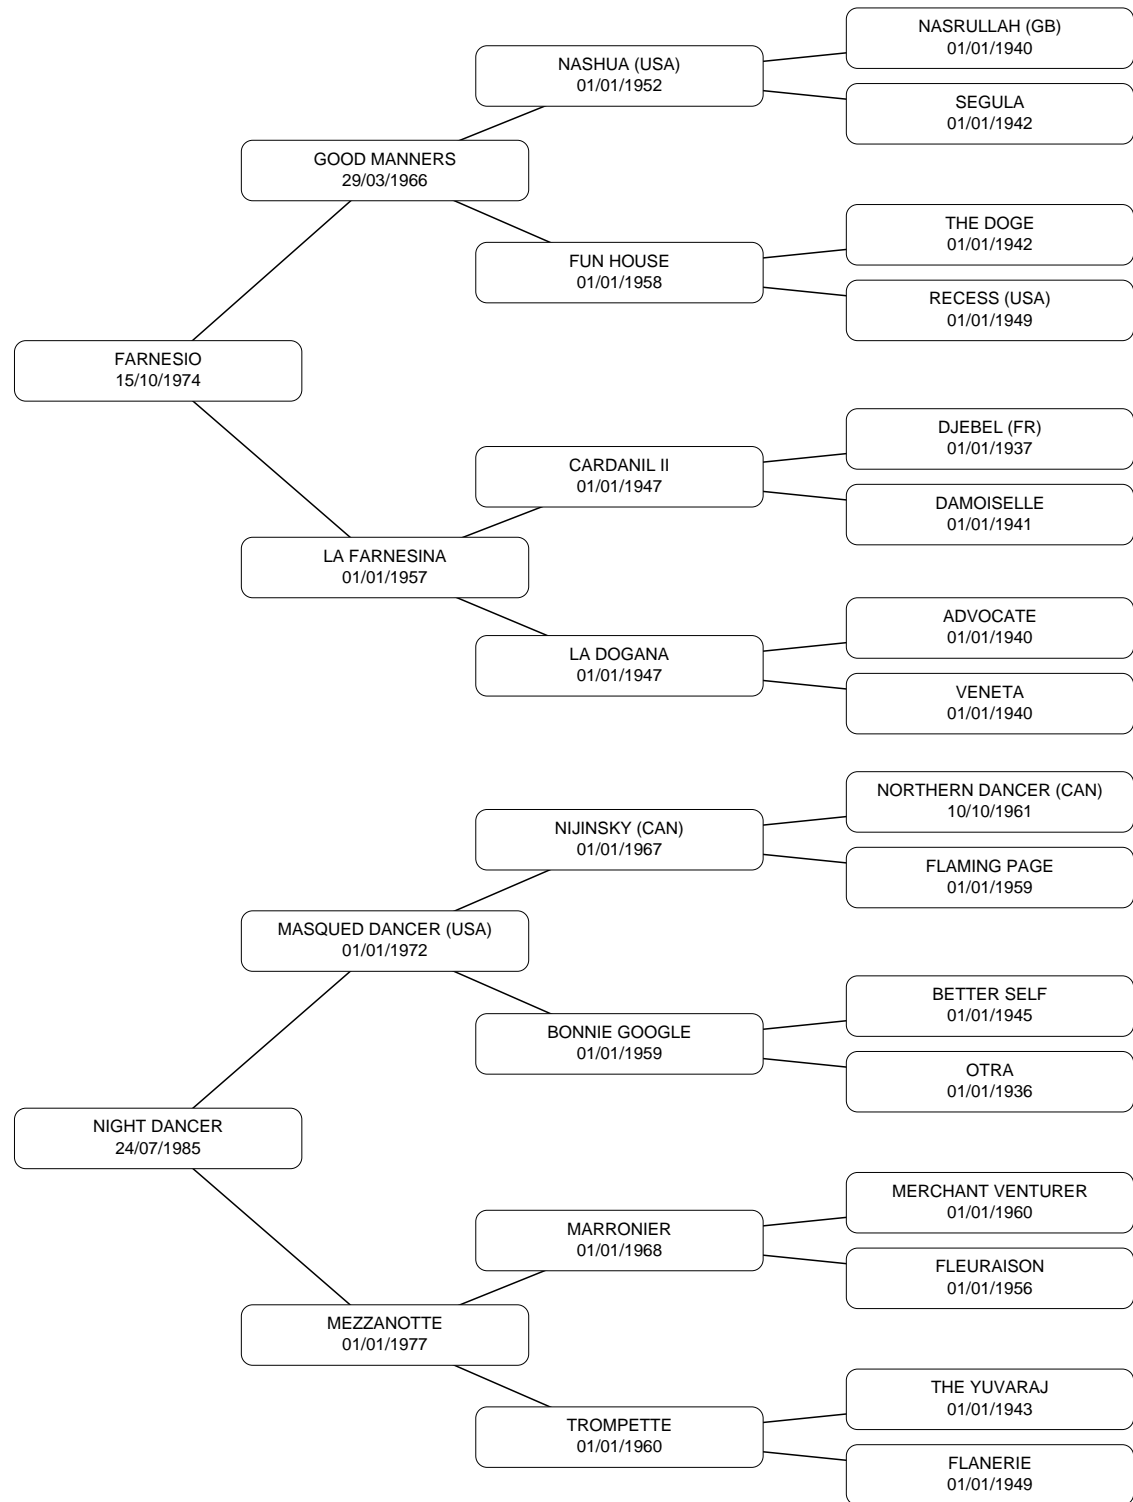 NASRULLAH (GB)
01/01/1940
NASHUA (USA)
01/01/1952
SEGULA
01/01/1942
GOOD MANNERS
29/03/1966
THE DOGE
01/01/1942
FUN HOUSE
01/01/1958
RECESS (USA)
01/01/1949
FARNESIO
15/10/1974
DJEBEL (FR)
01/01/1937
CARDANIL II
01/01/1947
DAMOISELLE
01/01/1941
LA FARNESINA
01/01/1957
ADVOCATE
01/01/1940
LA DOGANA
01/01/1947
VENETA
01/01/1940
NORTHERN DANCER (CAN)
10/10/1961
NIJINSKY (CAN)
01/01/1967
FLAMING PAGE
01/01/1959
MASQUED DANCER (USA)
01/01/1972
BETTER SELF
01/01/1945
BONNIE GOOGLE
01/01/1959
OTRA
01/01/1936
NIGHT DANCER
24/07/1985
MERCHANT VENTURER
01/01/1960
MARRONIER
01/01/1968
FLEURAISON
01/01/1956
MEZZANOTTE
01/01/1977
THE YUVARAJ
01/01/1943
TROMPETTE
01/01/1960
FLANERIE
01/01/1949